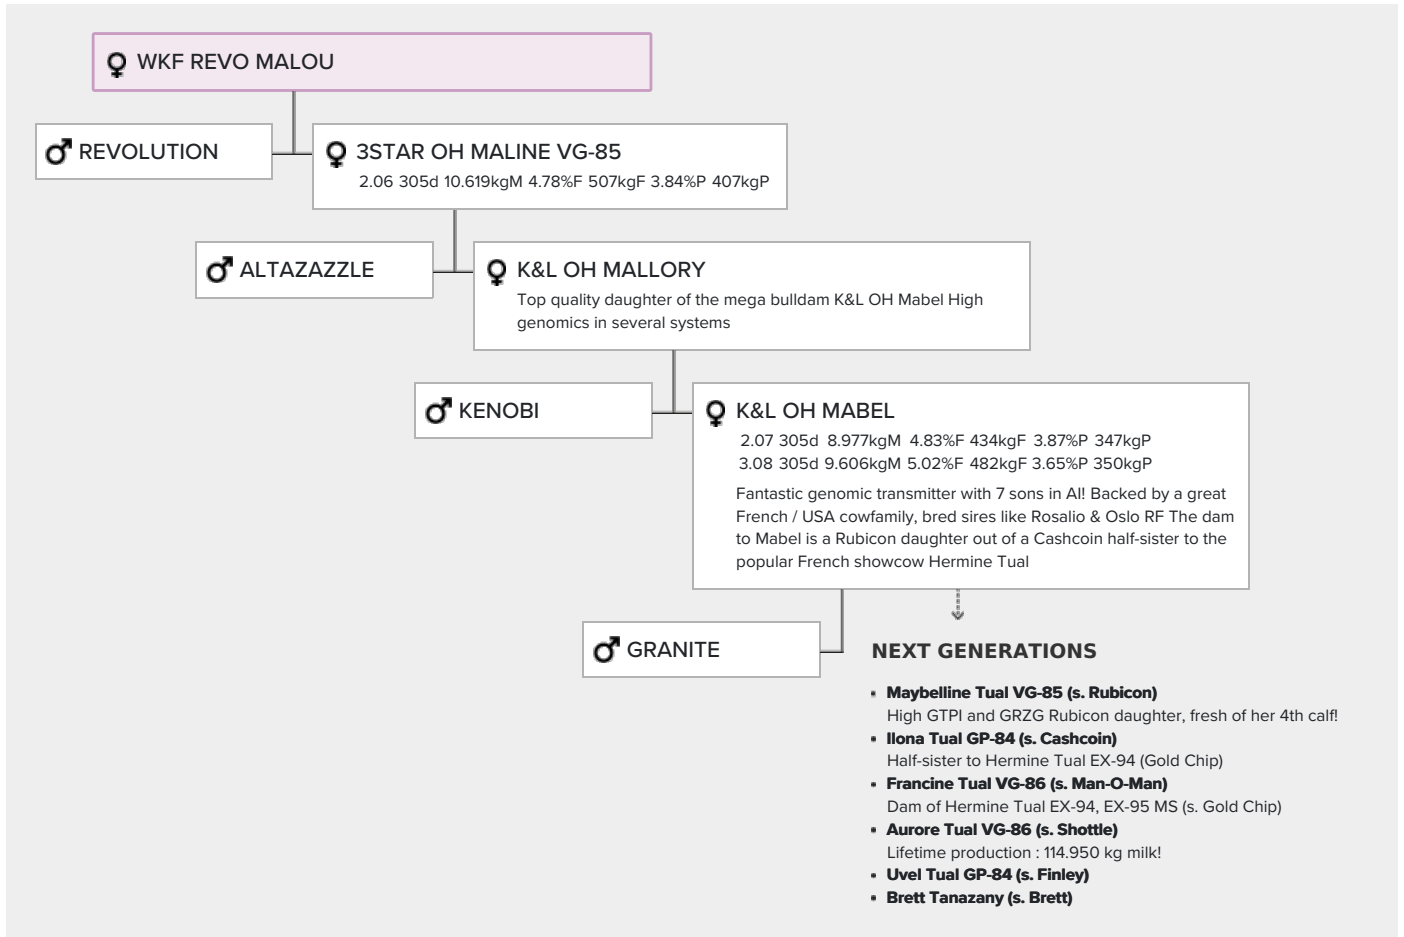 WKF REVO MALOU
REVOLUTION
3STAR OH MALINE VG-85
2.06 305d 10.619kgM 4.78%F 507kgF 3.84%P 407kgP
ALTAZAZZLE
K&L OH MALLORY
Top quality daughter of the mega bulldam K&L OH Mabel High
genomics in several systems
KENOBI
K&L OH MABEL
2.07 305d 8.977kgM 4.83%F 434kgF 3.87%P 347kgP
3.08 305d 9.606kgM 5.02%F 482kgF 3.65%P 350kgP
Fantastic genomic transmitter with 7 sons in AI! Backed by a great
French / USA cowfamily, bred sires like Rosalio & Oslo RF The dam
to Mabel is a Rubicon daughter out of a Cashcoin half-sister to the
popular French showcow Hermine Tual
GRANITE
NEXT GENERATIONS
Maybelline Tual VG-85 (s. Rubicon)
High GTPI and GRZG Rubicon daughter, fresh of her 4th calf!
Ilona Tual GP-84 (s. Cashcoin)
Half-sister to Hermine Tual EX-94 (Gold Chip)
Francine Tual VG-86 (s. Man-O-Man)
Dam of Hermine Tual EX-94, EX-95 MS (s. Gold Chip)
Aurore Tual VG-86 (s. Shottle)
Lifetime production : 114.950 kg milk!
Uvel Tual GP-84 (s. Finley)
Brett Tanazany (s. Brett)